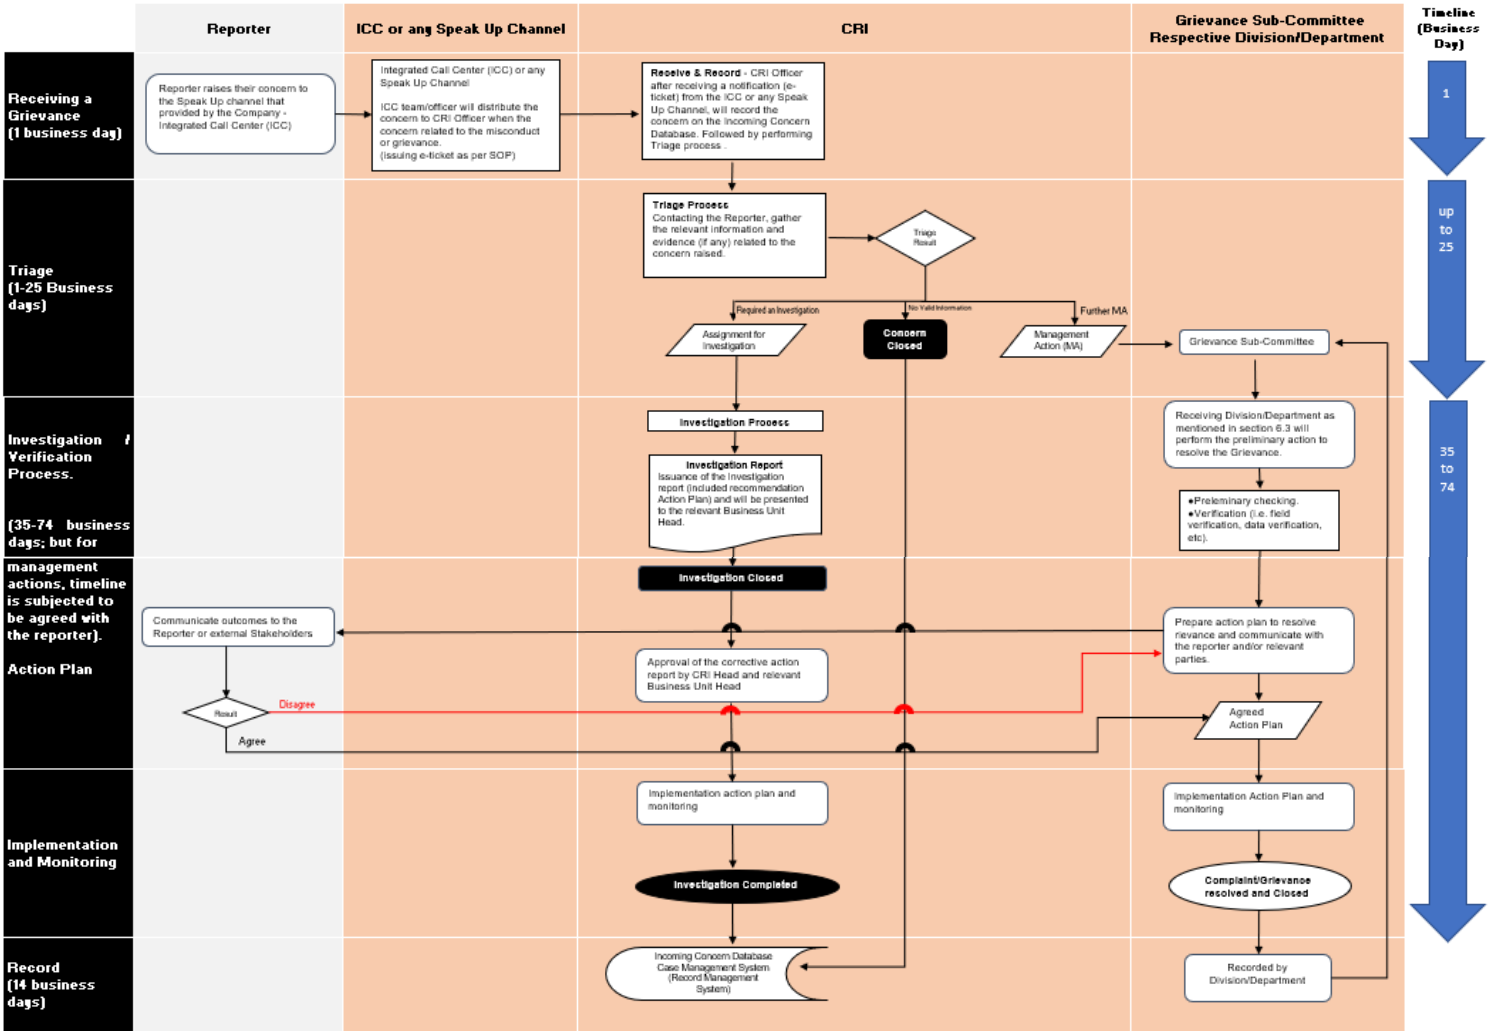 Reporter
ICC or any Speak Up Channel
CRI
Grievance Sub-Committee
Respective Division/Department
Timeline
(Business
Day)
Receiving a
Grievance
(1 business day)
Reporter raises their concern to
the Speak Up channel that
provided by the Company -
Integrated Call Center (ICC)
Integrated Call Center (ICC) or any
Speak Up Channel
ICC team/officer will distribute the
concern to CRI Officer when the
concern related to the misconduct
or grievance.
(issuing e-ticket as per SOP)
Receive & Record - CRI Officer
after receiving a notification (e-
ticket) from the ICC or any Speak
Up Channel, will record the
concern on the Incoming Concern
Database. Followed by performing
Triage process .
1
Triage
(1-25 Business
days)
Triage Process
Contacting the Reporter, gather
the relevant information and
evidence (if any) related to the
concern raised.
Triage
Result
up
to
25
Required an Investigation
No Valid Information
Further MA
Assignment for
Investigation
Concern
Closed
Management
Action (MA)
Grievance Sub-Committee
Investigation /
Verification
Process.
(35-74 business
days; but for
management
actions, timeline
is subjected to
be agreed with
the reporter).
Action Plan
Investigation Process
Investigation Report
Issuance of the Investigation
report (included recommendation
Action Plan) and will be presented
to the relevant Business Unit
Head.
Receiving Division/Department as
mentioned in section 6.3 will
perform the preliminary action to
resolve the Grievance.
●Prelеminary checking.
●Verification (i.e. field
verification, data verification,
etc).
35
to
74
Investigation Closed
Communicate outcomes to the
Reporter or external Stakeholders
Approval of the corrective action
report by CRI Head and relevant
Business Unit Head
Prepare action plan to resolve
rievance and communicate with
the reporter and/or relevant
parties.
Result
Disagree
Agree
Agreed
Action Plan
Implementation
and Monitoring
Implementation action plan and
monitoring
Implementation Action Plan and
monitoring
Investigation Completed
Complaint/Grievance
resolved and Closed
Record
(14 business
days)
Incoming Concern Database
Case Management System
(Record Management
System)
Recorded by
Division/Department